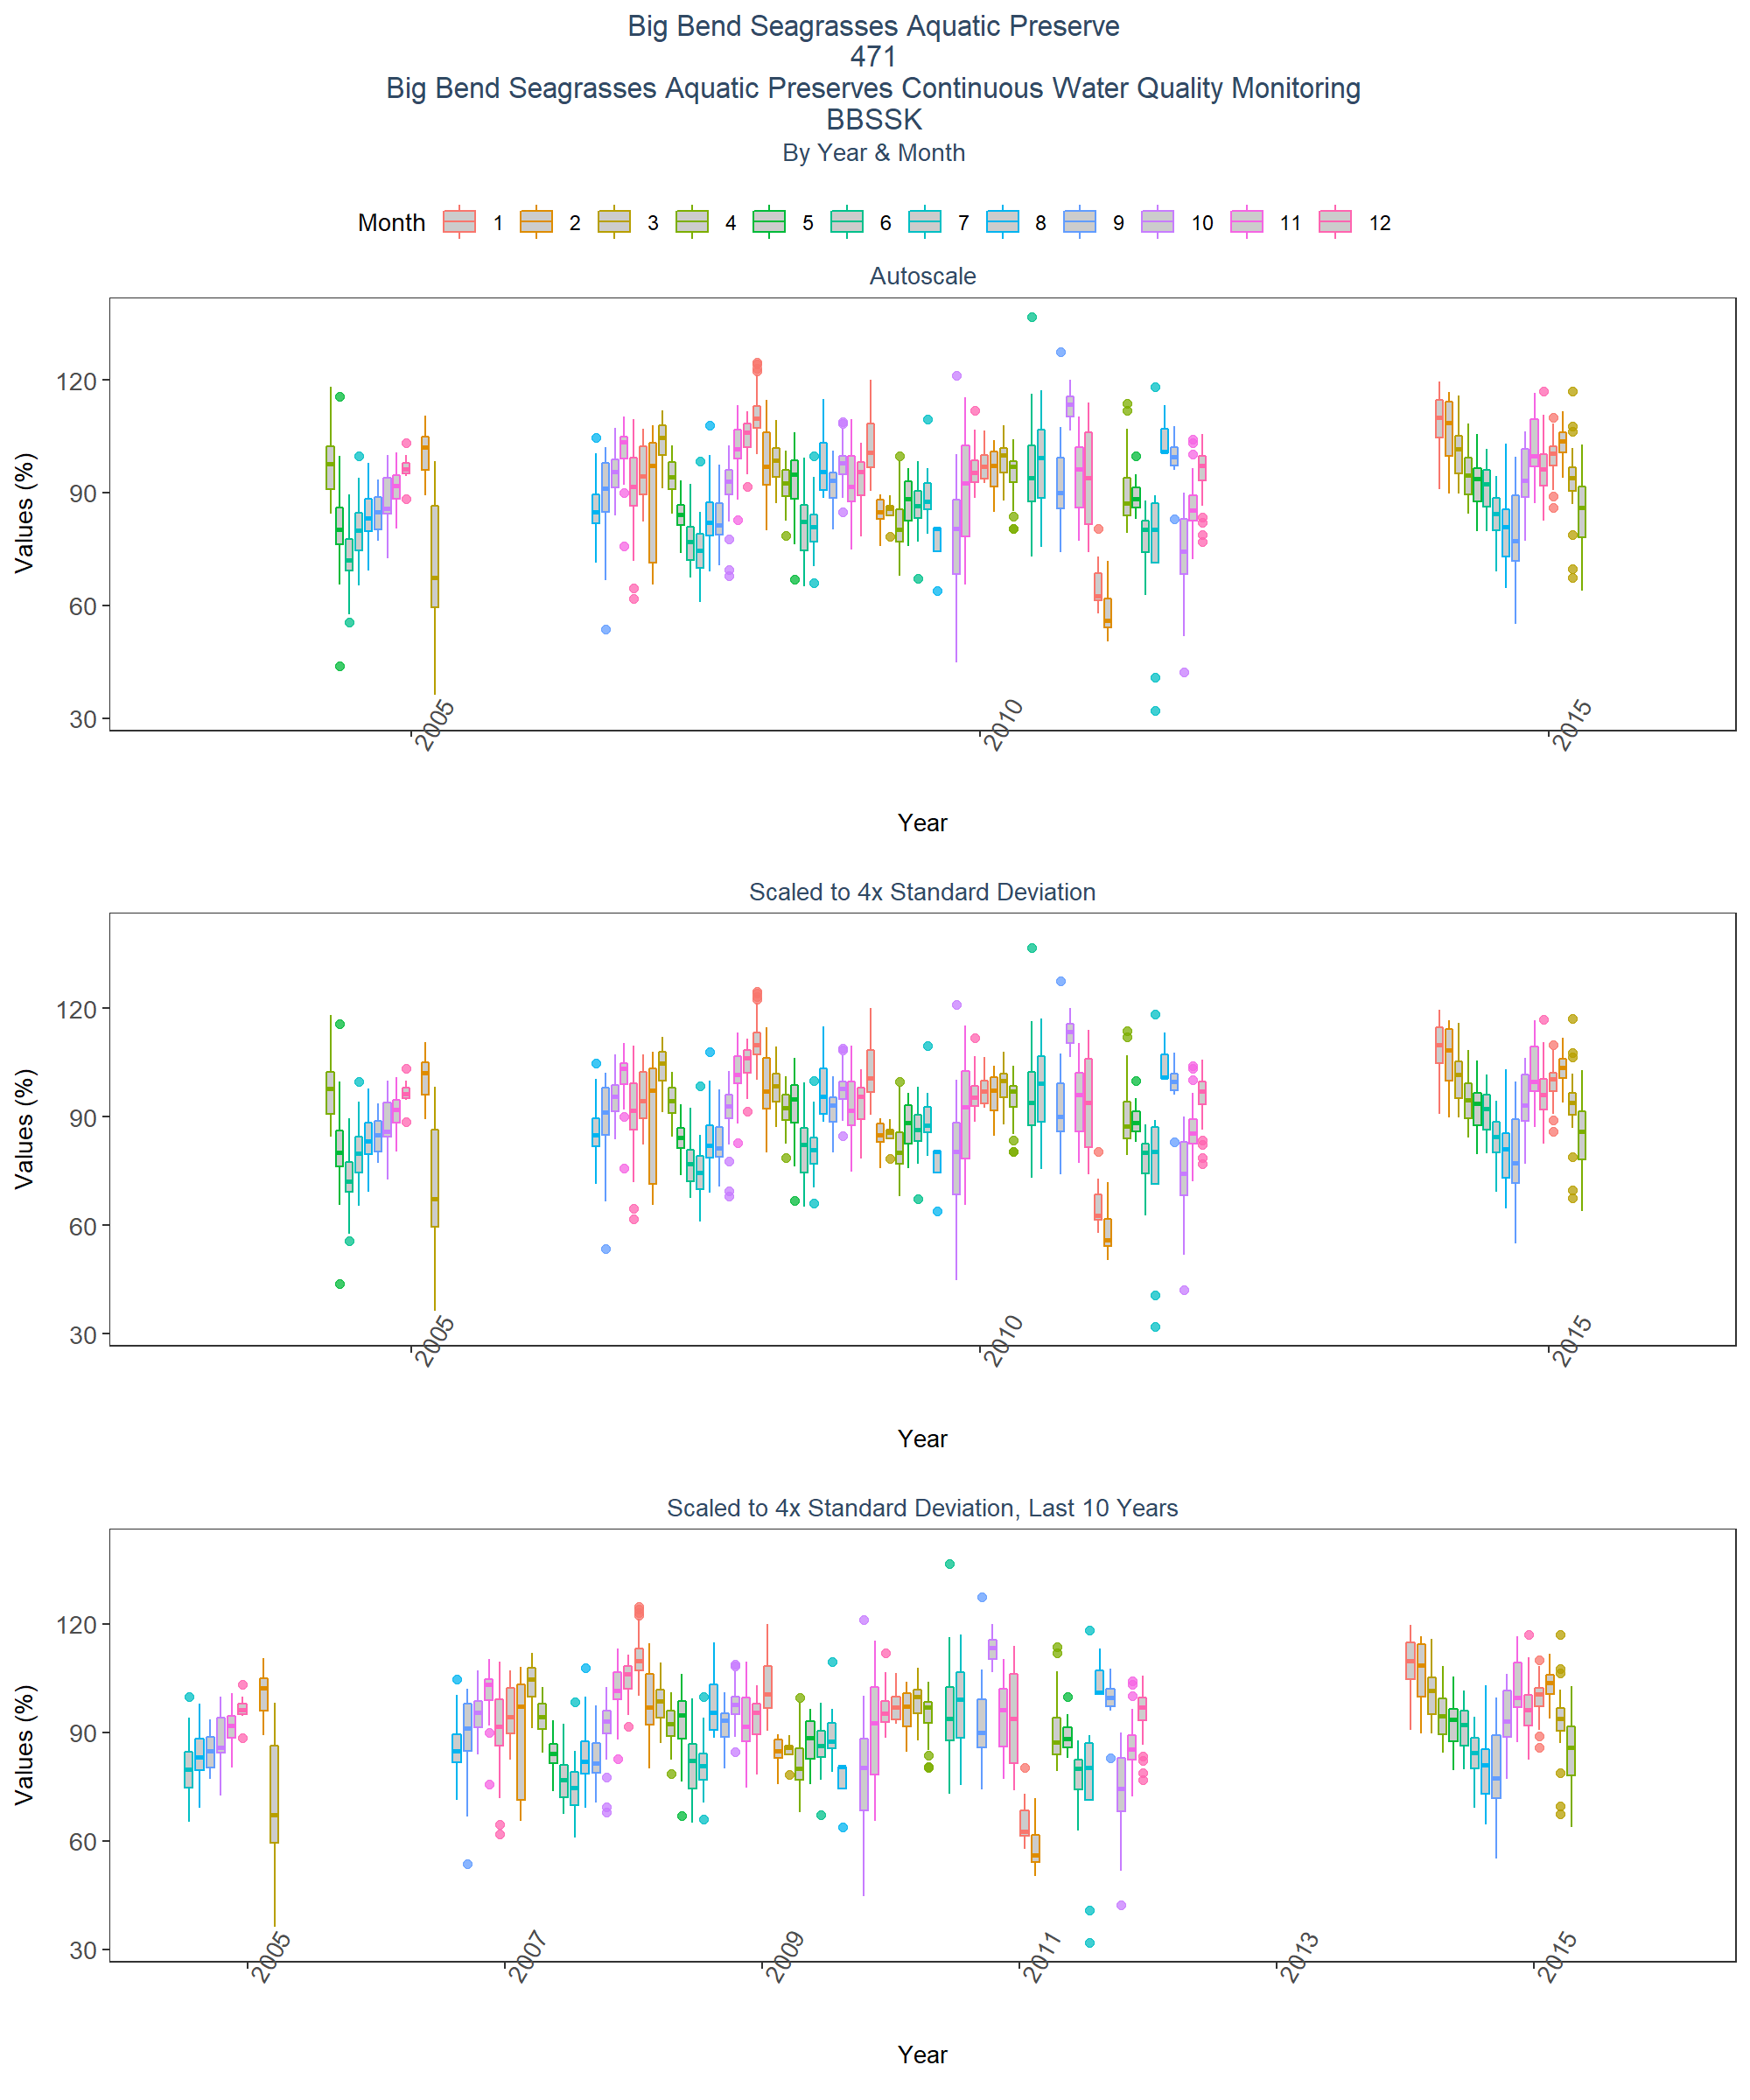 Big Bend Seagrasses Aquatic Preserve
471
Big Bend Seagrasses Aquatic Preserves Continuous Water Quality Monitoring
BBSSK
By Year & Month
Month 1 2 3 4 5 6 7 8 9 10 11 12
Autoscale
Values (%)
120
90
60
30
2005 2010 2015
Year
Scaled to 4x Standard Deviation
Values (%)
120
90
60
30
2005 2010 2015
Year
Scaled to 4x Standard Deviation, Last 10 Years
Values (%)
120
90
60
30
2005 2007 2009 2011 2013 2015
Year